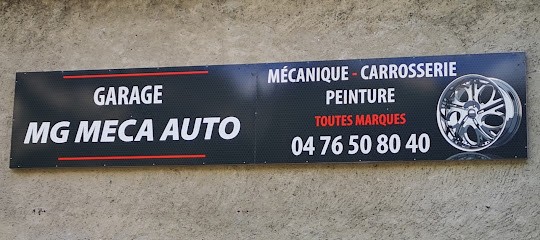 GARAGE
MG MECA AUTO
MÉCANIQUE - CARROSSERIE
PEINTURE
TOUTES MARQUES
04 76 50 80 40